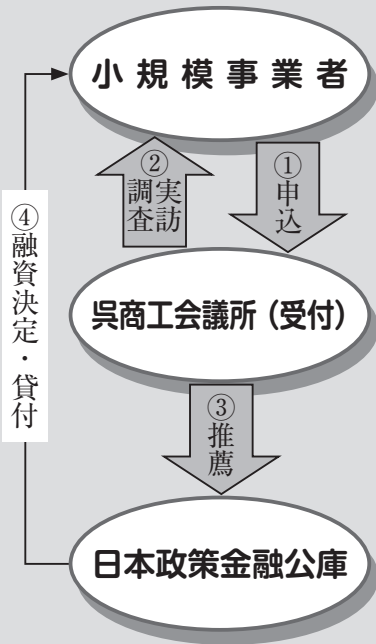 小規模事業者
①申込
②実訪
調査
呉商工会議所（受付）
③推薦
日本政策金融公庫
④融資決定・貸付